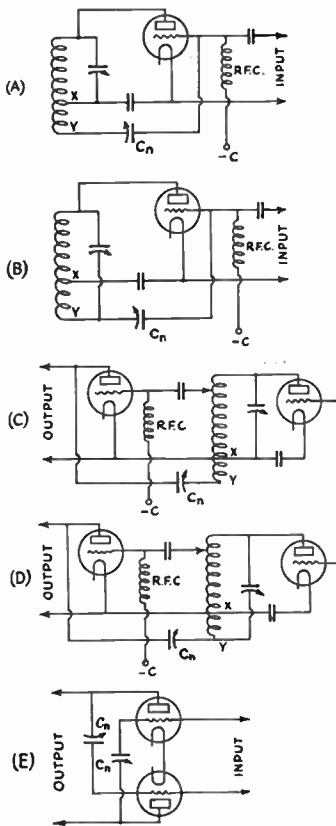 (A)
X
Y
Cn
R.F.C.
INPUT
-C
(B)
X
Y
Cn
R.F.C.
INPUT
-C
(C)
OUTPUT
R.F.C
X
Y
Cn
-C
(D)
OUTPUT
R.F.C.
X
Y
Cn
-C
(E)
OUTPUT
Cn
Cn
INPUT